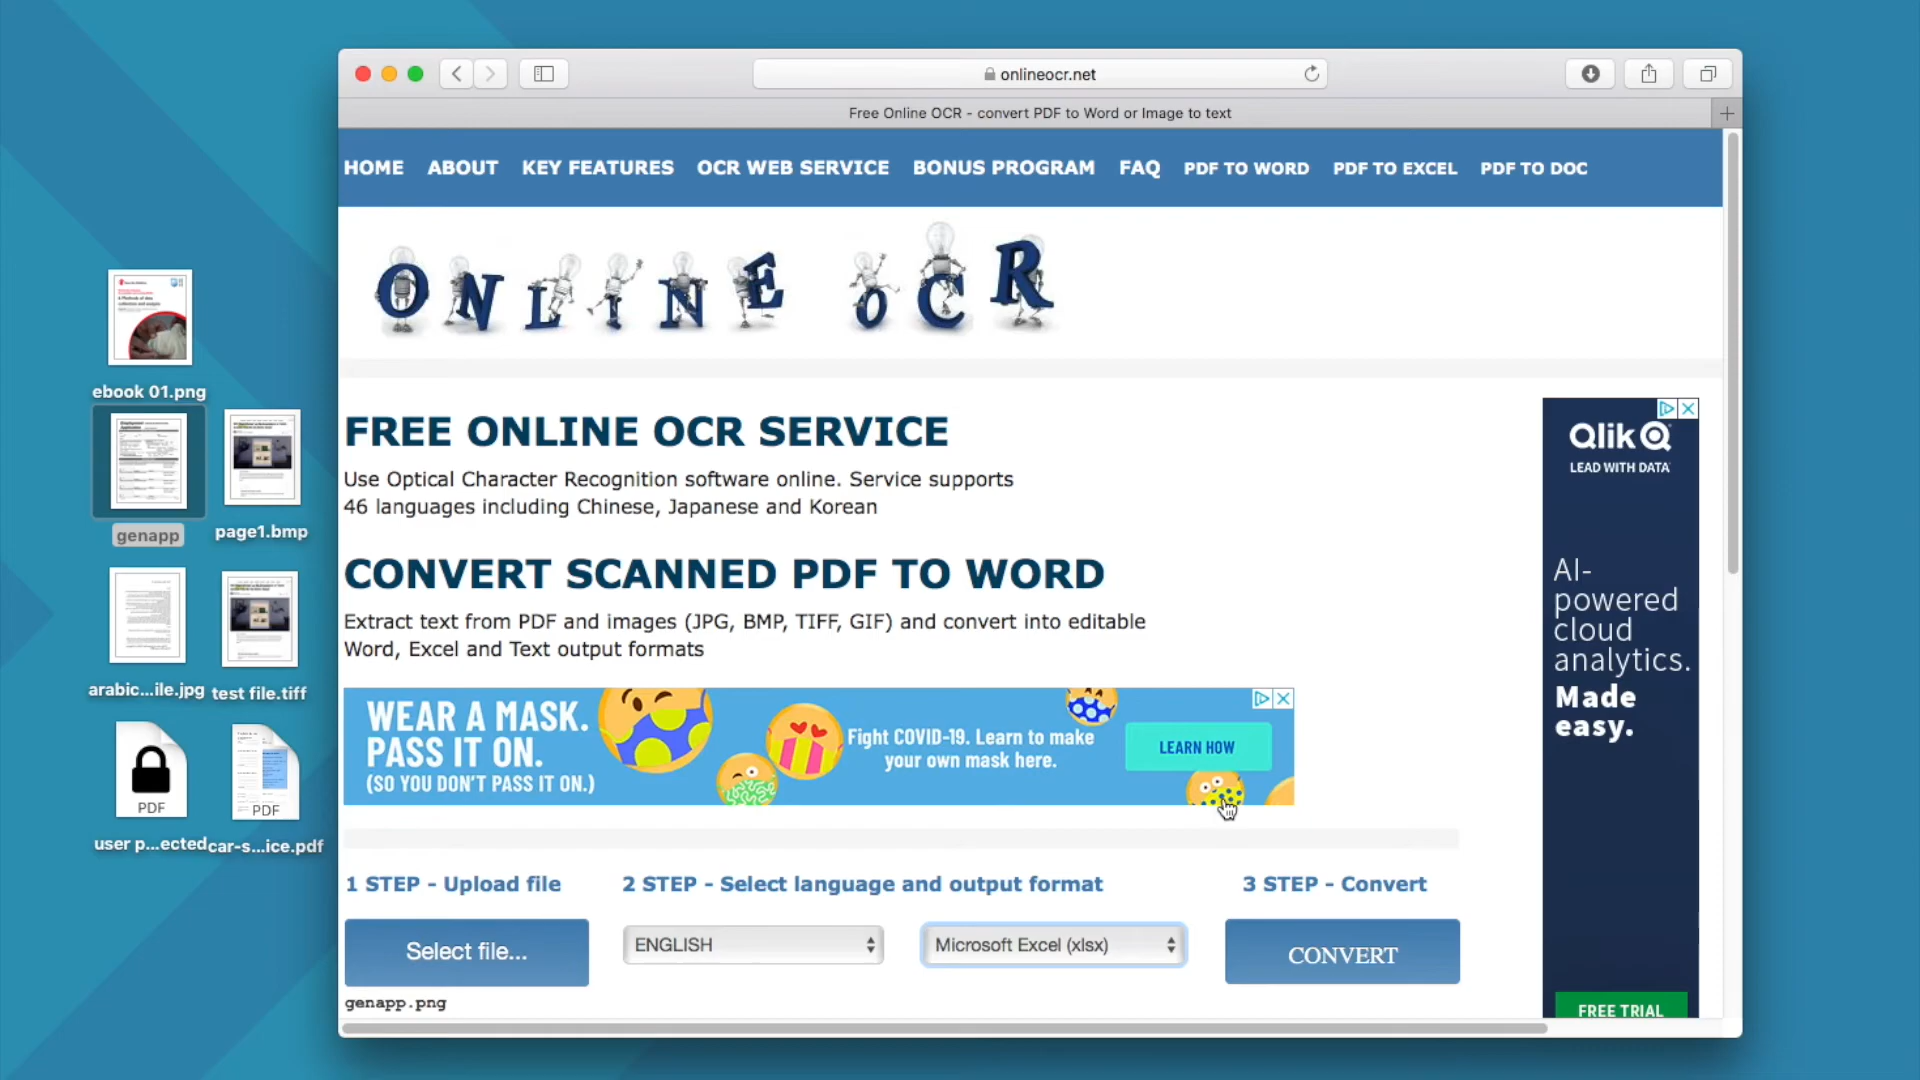 onlineocr.net
Free Online OCR - convert PDF to Word or Image to text
HOME ABOUT KEY FEATURES OCR WEB SERVICE BONUS PROGRAM FAQ PDF TO WORD PDF TO EXCEL PDF TO DOC
ONLINE OCR
FREE ONLINE OCR SERVICE
Use Optical Character Recognition software online. Service supports
46 languages including Chinese, Japanese and Korean
CONVERT SCANNED PDF TO WORD
Extract text from PDF and images (JPG, BMP, TIFF, GIF) and convert into editable
Word, Excel and Text output formats
WEAR A MASK.
PASS IT ON.
(SO YOU DON'T PASS IT ON.)
Fight COVID-19. Learn to make
your own mask here.
LEARN HOW
1 STEP - Upload file
2 STEP - Select language and output format
3 STEP - Convert
Select file...
ENGLISH
Microsoft Excel (xlsx)
CONVERT
genapp.png
Qlik
LEAD WITH DATA
AI-
powered
cloud
analytics.
Made
easy.
FREE TRIAL
ebook 01.png
genapp
page1.bmp
arabic...ile.jpg
test file.tiff
PDF
user p...ected
PDF
car-s...ice.pdf